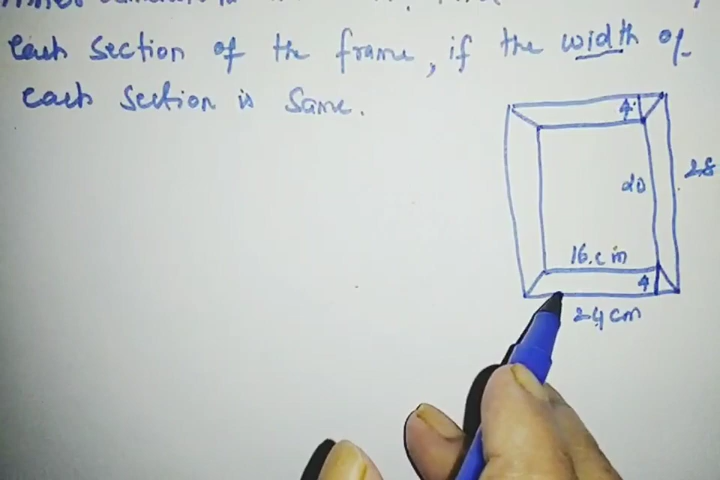 each section of the frame, if the width of
each section is same.
4
28
20
16 cm
4
24 cm